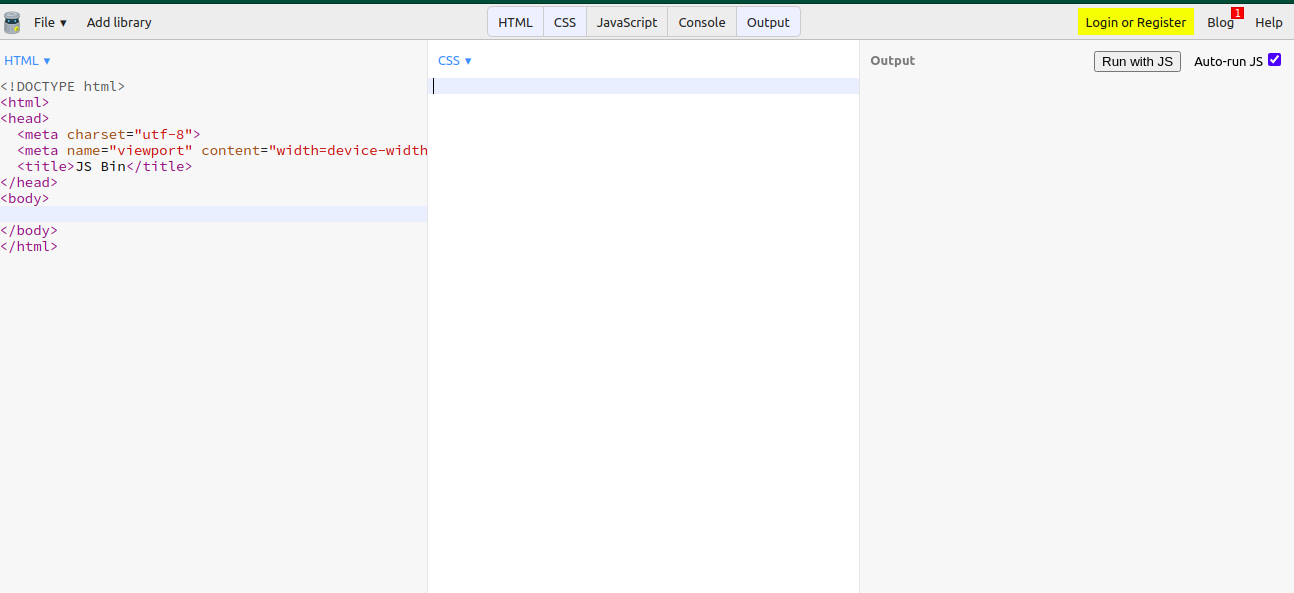 File ▾ Add library HTML CSS JavaScript Console Output Login or Register Blog 1 Help
HTML ▾
<!DOCTYPE html>
<html>
<head>
  <meta charset="utf-8">
  <meta name="viewport" content="width=device-width
  <title>JS Bin</title>
</head>
<body>
</body>
</html>
CSS ▾
Output Run with JS Auto-run JS